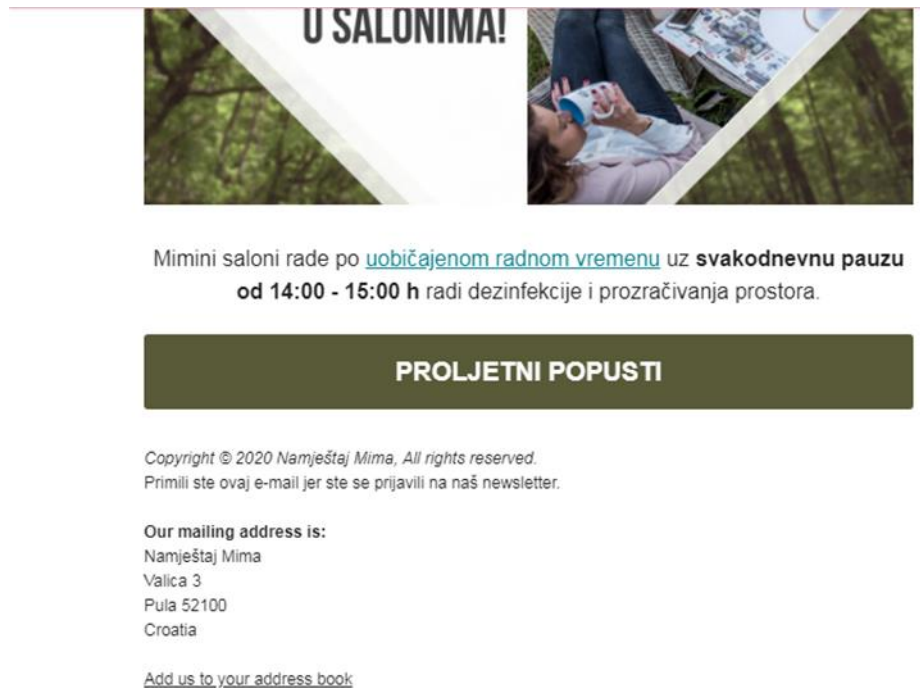 U SALONIMA!
Mimini saloni rade po uobičajenom radnom vremenu uz svakodnevnu pauzu
od 14:00 - 15:00 h radi dezinfekcije i prozračivanja prostora.
PROLJETNI POPUSTI
Copyright © 2020 Namještaj Mima, All rights reserved.
Primili ste ovaj e-mail jer ste se prijavili na naš newsletter.
Our mailing address is:
Namještaj Mima
Valica 3
Pula 52100
Croatia
Add us to your address book